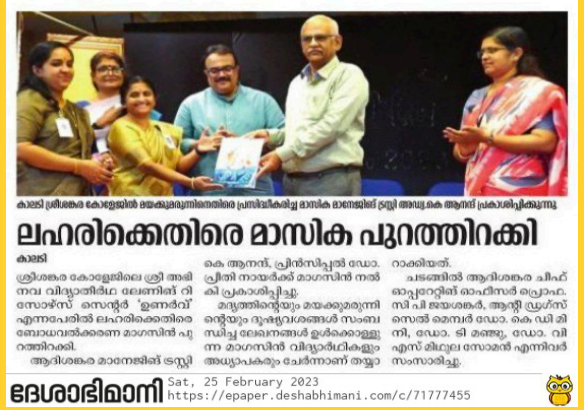 കാലടി ശ്രീശങ്കര കോളേജിൽ മയക്കുമരുന്നിനെതിരെ പ്രസിദ്ധീകരിച്ച മാസിക മാനേജിങ് ട്രസ്റ്റി അഡ്വ.കെ ആനന്ദ് പ്രകാശിപ്പിക്കുന്നു
ലഹരിക്കെതിരെ മാസിക പുറത്തിറക്കി
കാലടി
ശ്രീശങ്കര കോളേജിലെ ശ്രീ അഭി
നവ വിദ്യാതീർഥ ലേണിങ് റി
സോഴ്സ് സെന്റർ 'ഉണർവ്'
എന്നപേരിൽ ലഹരിക്കെതിരെ
ബോധവൽക്കരണ മാഗസിൻ പു
റത്തിറക്കി.
ആദിശങ്കര മാനേജിങ് ട്രസ്റ്റി
കെ ആനന്ദ്, പ്രിൻസിപ്പൽ ഡോ.
പ്രീതി നായർക്ക് മാഗസിൻ നൽ
കി പ്രകാശിപ്പിച്ചു.
മദ്യത്തിന്റെയും മയക്കുമരുന്നി
ന്റെയും ദൂഷ്യവശങ്ങൾ സംബ
ന്ധിച്ച ലേഖനങ്ങൾ ഉൾക്കൊള്ളു
ന്ന മാഗസിൻ വിദ്യാർഥികളും
അധ്യാപകരും ചേർന്നാണ് തയ്യാ
റാക്കിയത്.
ചടങ്ങിൽ ആദിശങ്കര ചീഫ്
ഓപ്പറേറ്റിങ് ഓഫീസർ പ്രൊഫ.
സി പി ജയശങ്കർ, ആന്റി ഡ്രഗ്സ്
സെൽ മെമ്പർ ഡോ. കെ ഡി മി
നി, ഡോ. ടി മഞ്ജു, ഡോ. വി
എസ് മിഥുല സോമൻ എന്നിവർ
സംസാരിച്ചു.
ദേശാഭിമാനി
Sat, 25 February 2023
https://epaper.deshabhimani.com/c/71777455